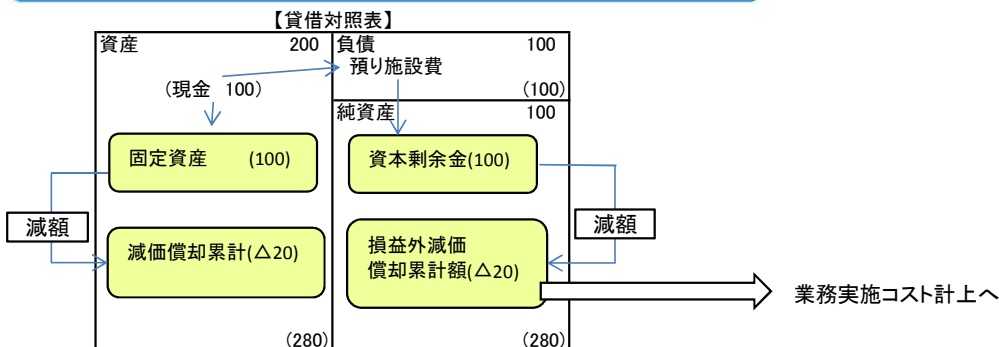 【貸借対照表】
資産 200
負債 100
預り施設費
(現金 100)
(100)
純資産 100
固定資産 (100)
資本剰余金(100)
減額
減額
減価償却累計(△20)
損益外減価
償却累計額(△20)
業務実施コスト計上へ
(280)
(280)